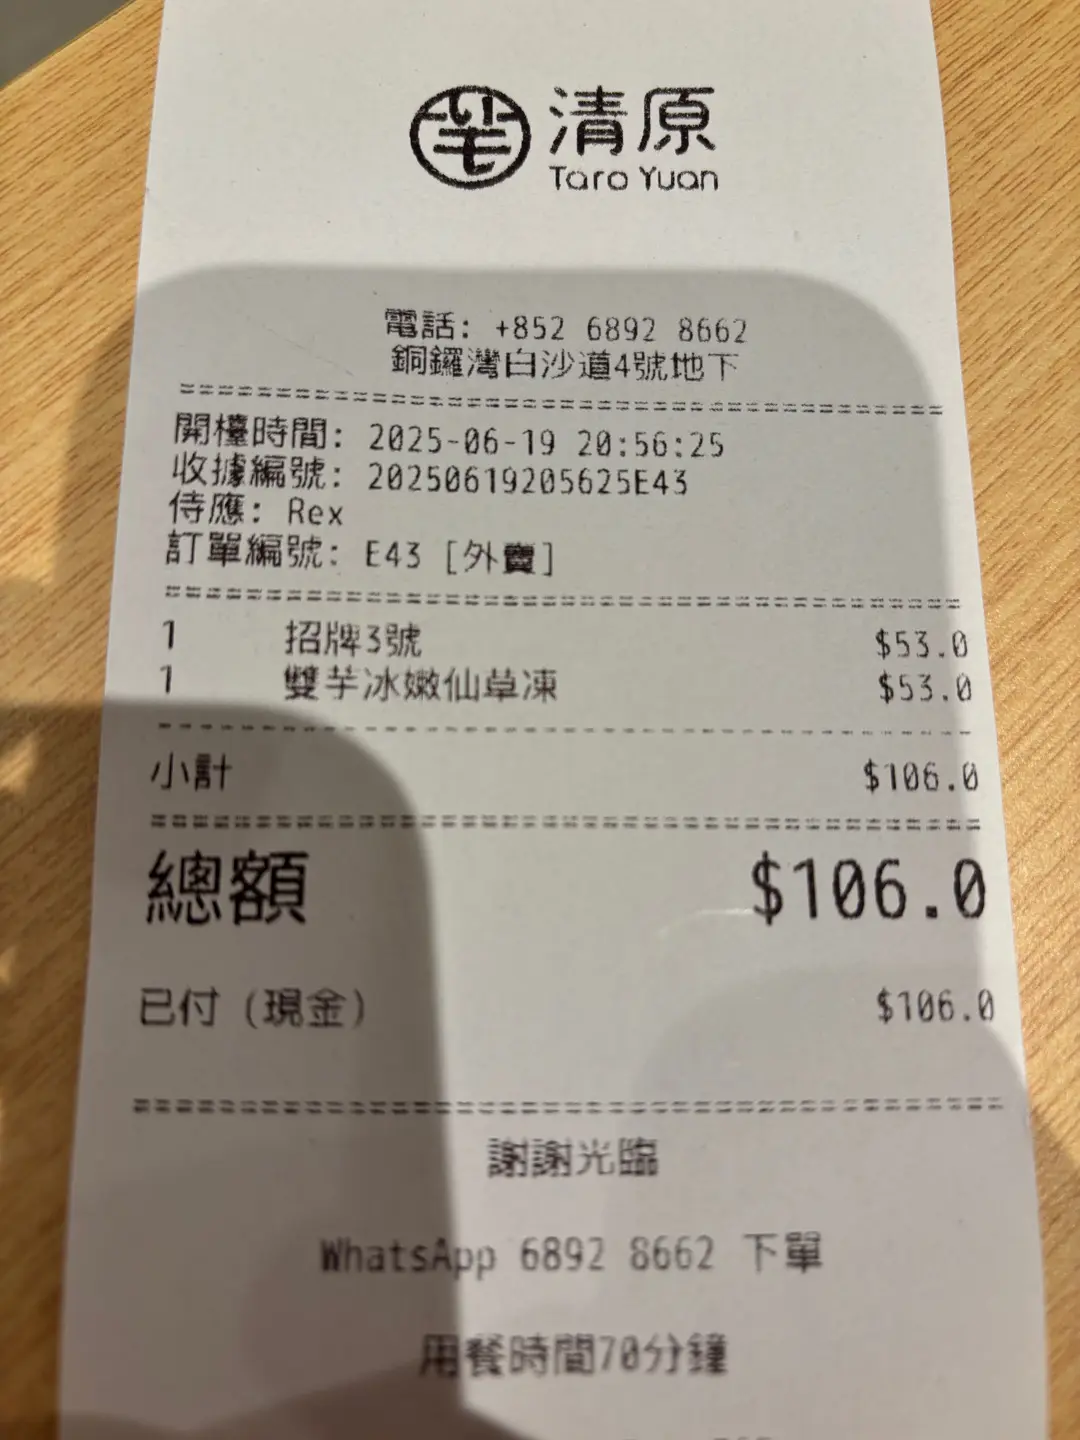 芋 清原
Taro Yuan
電話: +852 6892 8662
銅鑼灣白沙道4號地下
開檯時間: 2025-06-19 20:56:25
收據編號: 20250619205625E43
侍應: Rex
訂單編號: E43 [外賣]
1 招牌3號 $53.0
1 雙芋冰嫩仙草凍 $53.0
小計 $106.0
總額 $106.0
已付 (現金) $106.0
謝謝光臨
WhatsApp 6892 8662 下單
用餐時間70分鐘